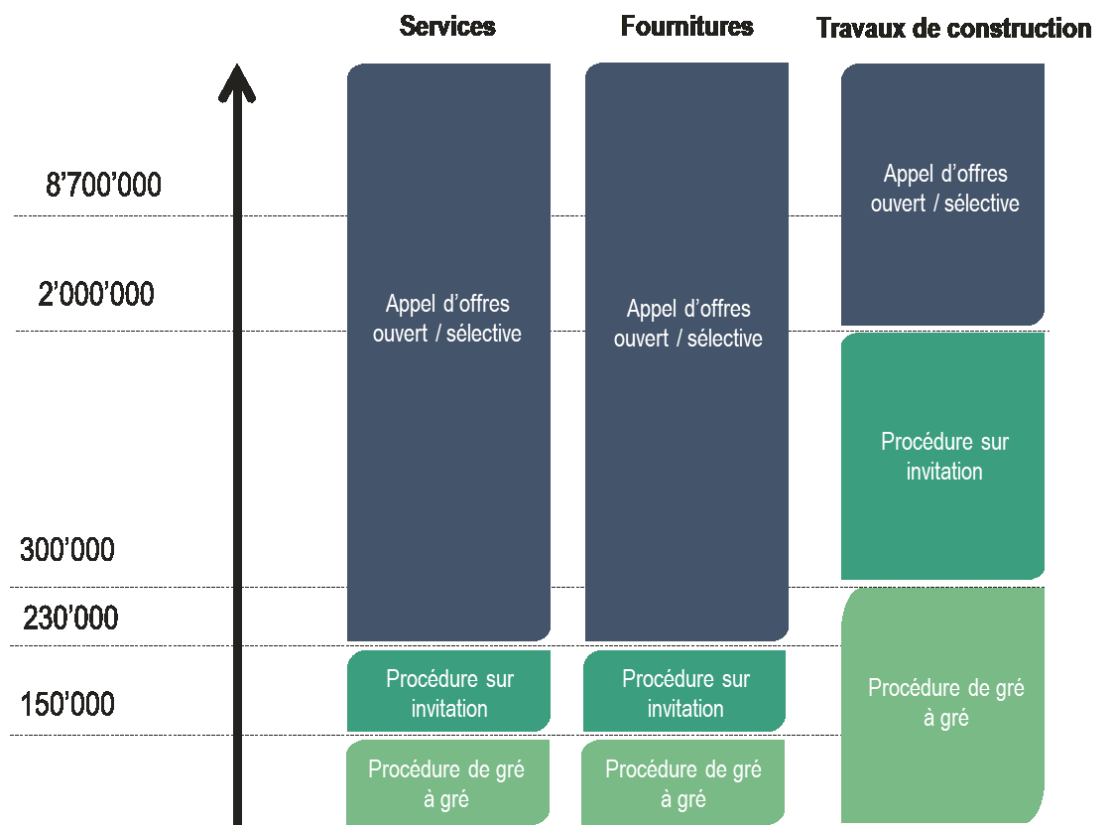 Services
Fournitures
Travaux de construction
8’700’000
2’000’000
300’000
230’000
150’000
Appel d’offres
ouvert / sélective
Procédure sur
invitation
Procédure de gré
à gré
Appel d’offres
ouvert / sélective
Procédure sur
invitation
Procédure de gré
à gré
Appel d’offres
ouvert / sélective
Procédure sur
invitation
Procédure de gré
à gré